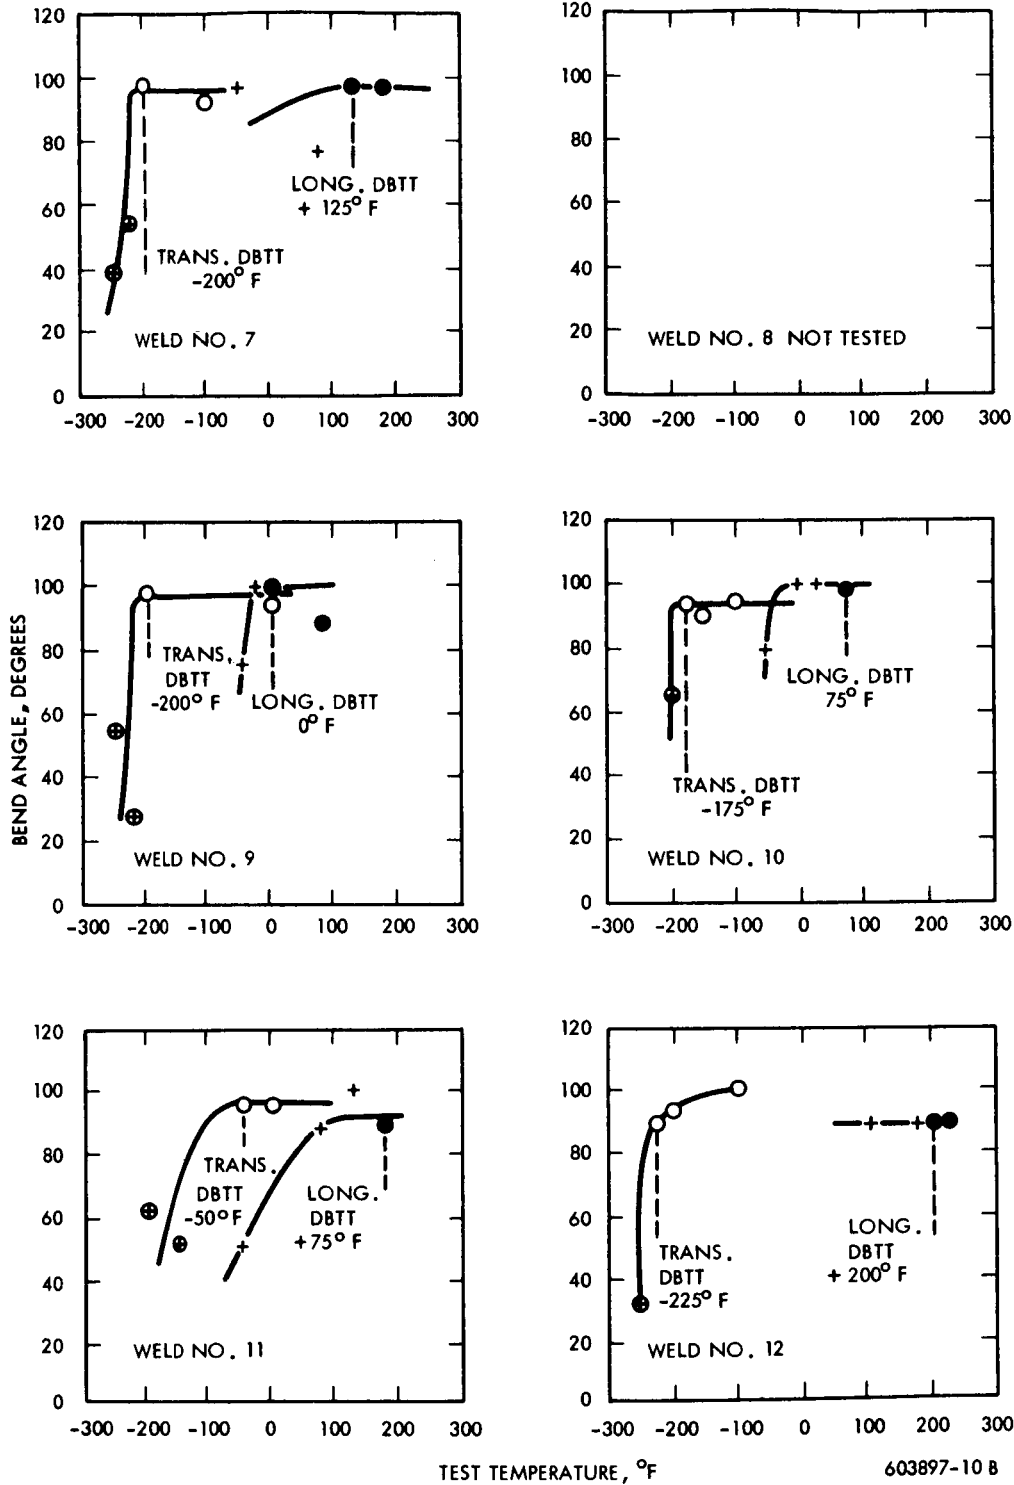 120
100
80
60
40
20
0
-300 -200 -100 0 100 200 300
LONG. DBTT
+ 125° F
TRANS. DBTT
-200° F
WELD NO. 7
120
100
80
60
40
20
0
-300 -200 -100 0 100 200 300
WELD NO. 8 NOT TESTED
BEND ANGLE, DEGREES
120
100
80
60
40
20
0
-300 -200 -100 0 100 200 300
TRANS.
DBTT
-200° F
LONG. DBTT
0° F
WELD NO. 9
120
100
80
60
40
20
0
-300 -200 -100 0 100 200 300
LONG. DBTT
75° F
TRANS. DBTT
-175° F
WELD NO. 10
120
100
80
60
40
20
0
-300 -200 -100 0 100 200 300
TRANS.
DBTT
-50° F
LONG.
DBTT
+75° F
WELD NO. 11
120
100
80
60
40
20
0
-300 -200 -100 0 100 200 300
TRANS.
DBTT
-225° F
LONG.
DBTT
+ 200° F
WELD NO. 12
TEST TEMPERATURE, °F
603897-10 B